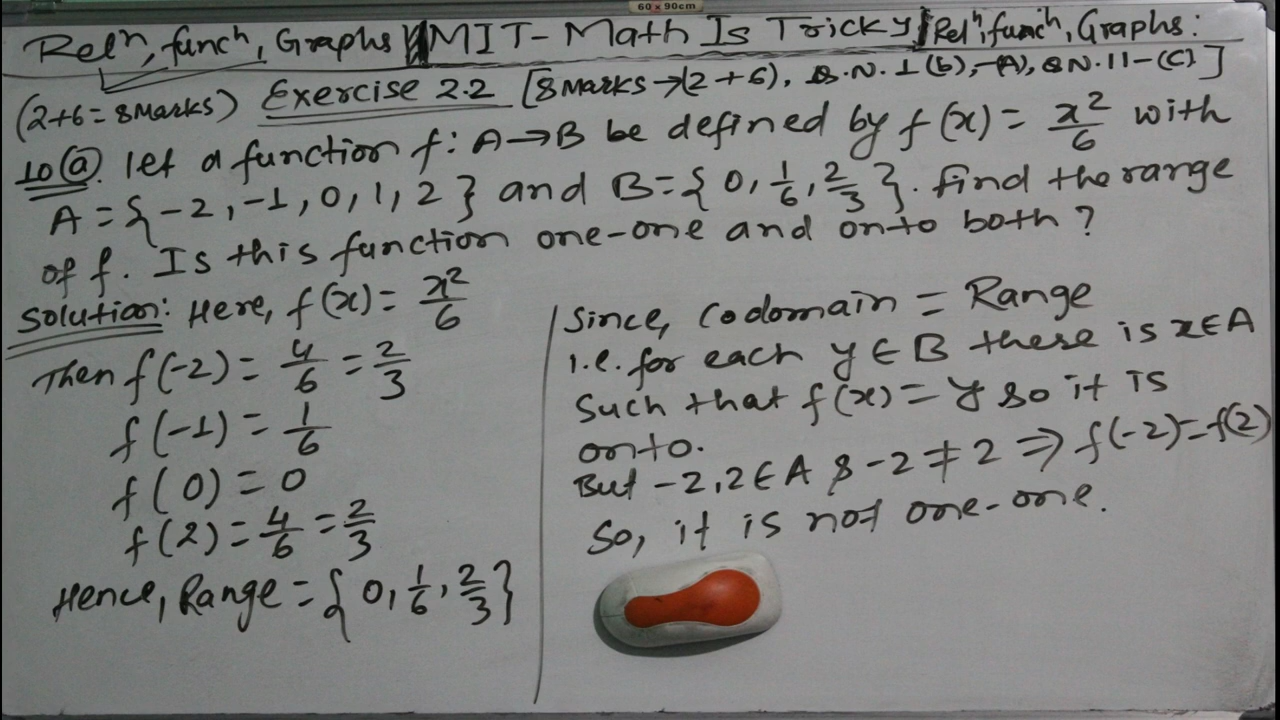 60 x 90cm
Relⁿ, funcⁿ, Graphs MIT-Math Is Tricky Relⁿ, funcⁿ, Graphs:
(2+6=8Marks) Exercise 2.2 [8Marks→(2+6), Q.N.1(b),-(A), Q.N.11-(C)]
10(a). let a function f: A→B be defined by f(x) = x²/6 with
A = {-2, -1, 0, 1, 2} and B = {0, 1/6, 2/3}. find the range
of f. Is this function one-one and onto both?
Solution: Here, f(x) = x²/6
Then f(-2) = 4/6 = 2/3
f(-1) = 1/6
f(0) = 0
f(2) = 4/6 = 2/3
Hence, Range = {0, 1/6, 2/3}
Since, Codomain = Range
i.e. for each y∈B there is x∈A
Such that f(x) = y so it is
onto.
But -2, 2∈A & -2 ≠ 2 ⇒ f(-2)=f(2)
So, it is not one-one.